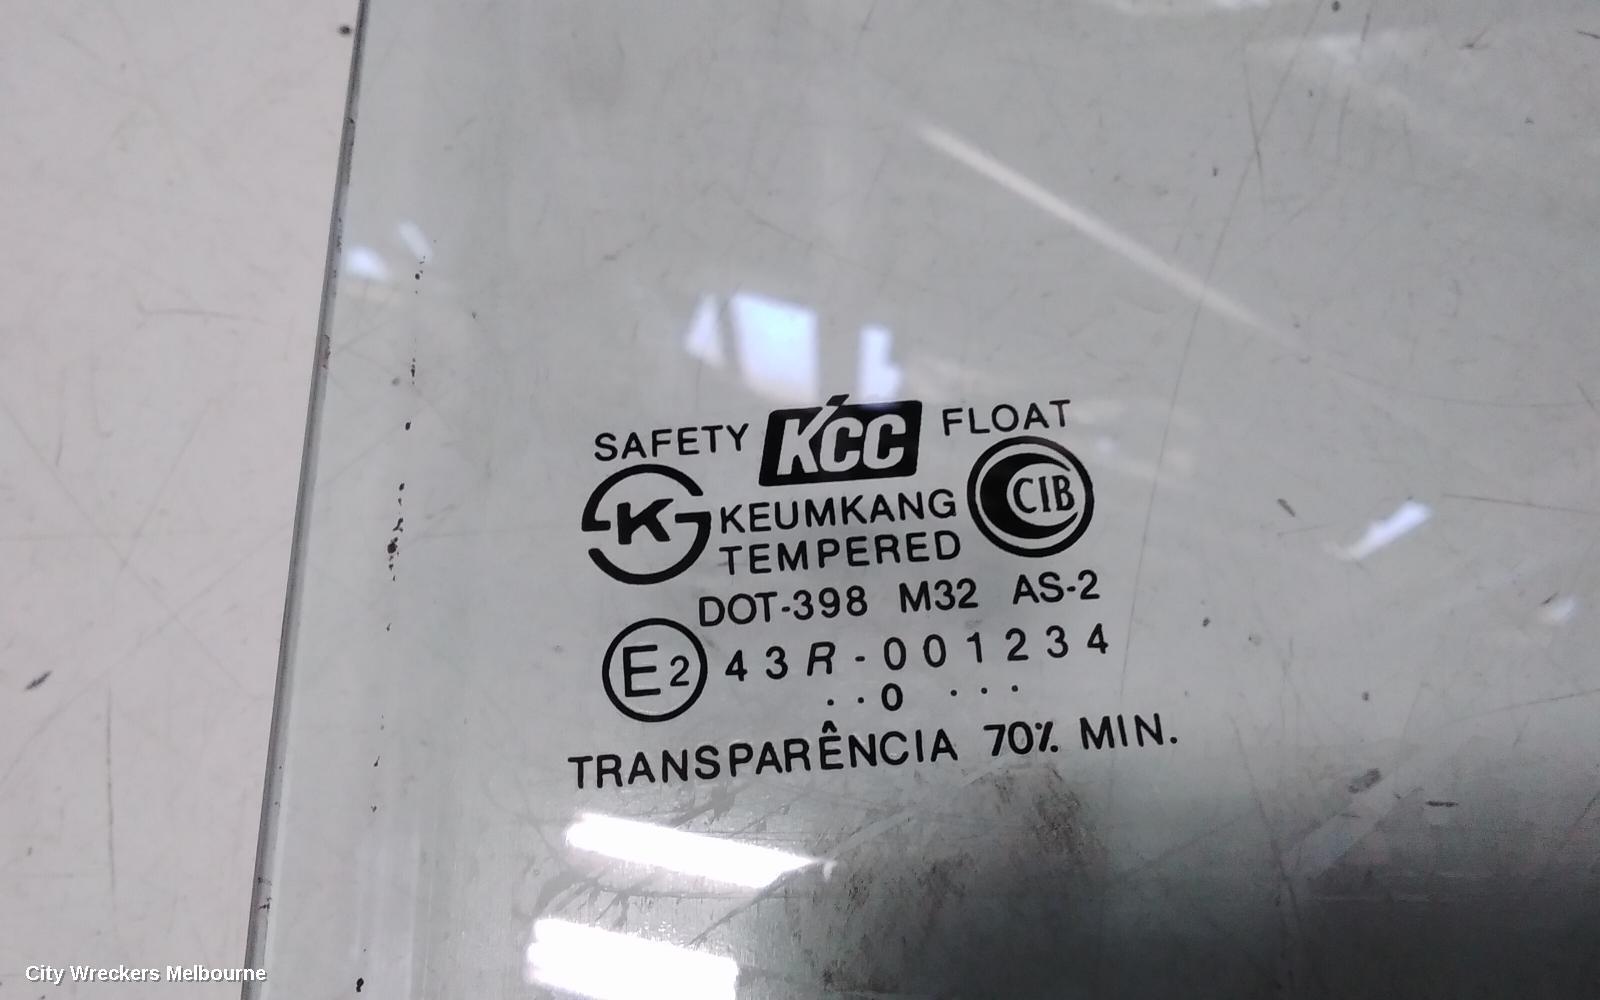 SAFETY KCC FLOAT
K KEUMKANG CIB
TEMPERED
DOT-398 M32 AS-2
E2 43R-001234
..0 ...
TRANSPARÊNCIA 70% MIN.
City Wreckers Melbourne